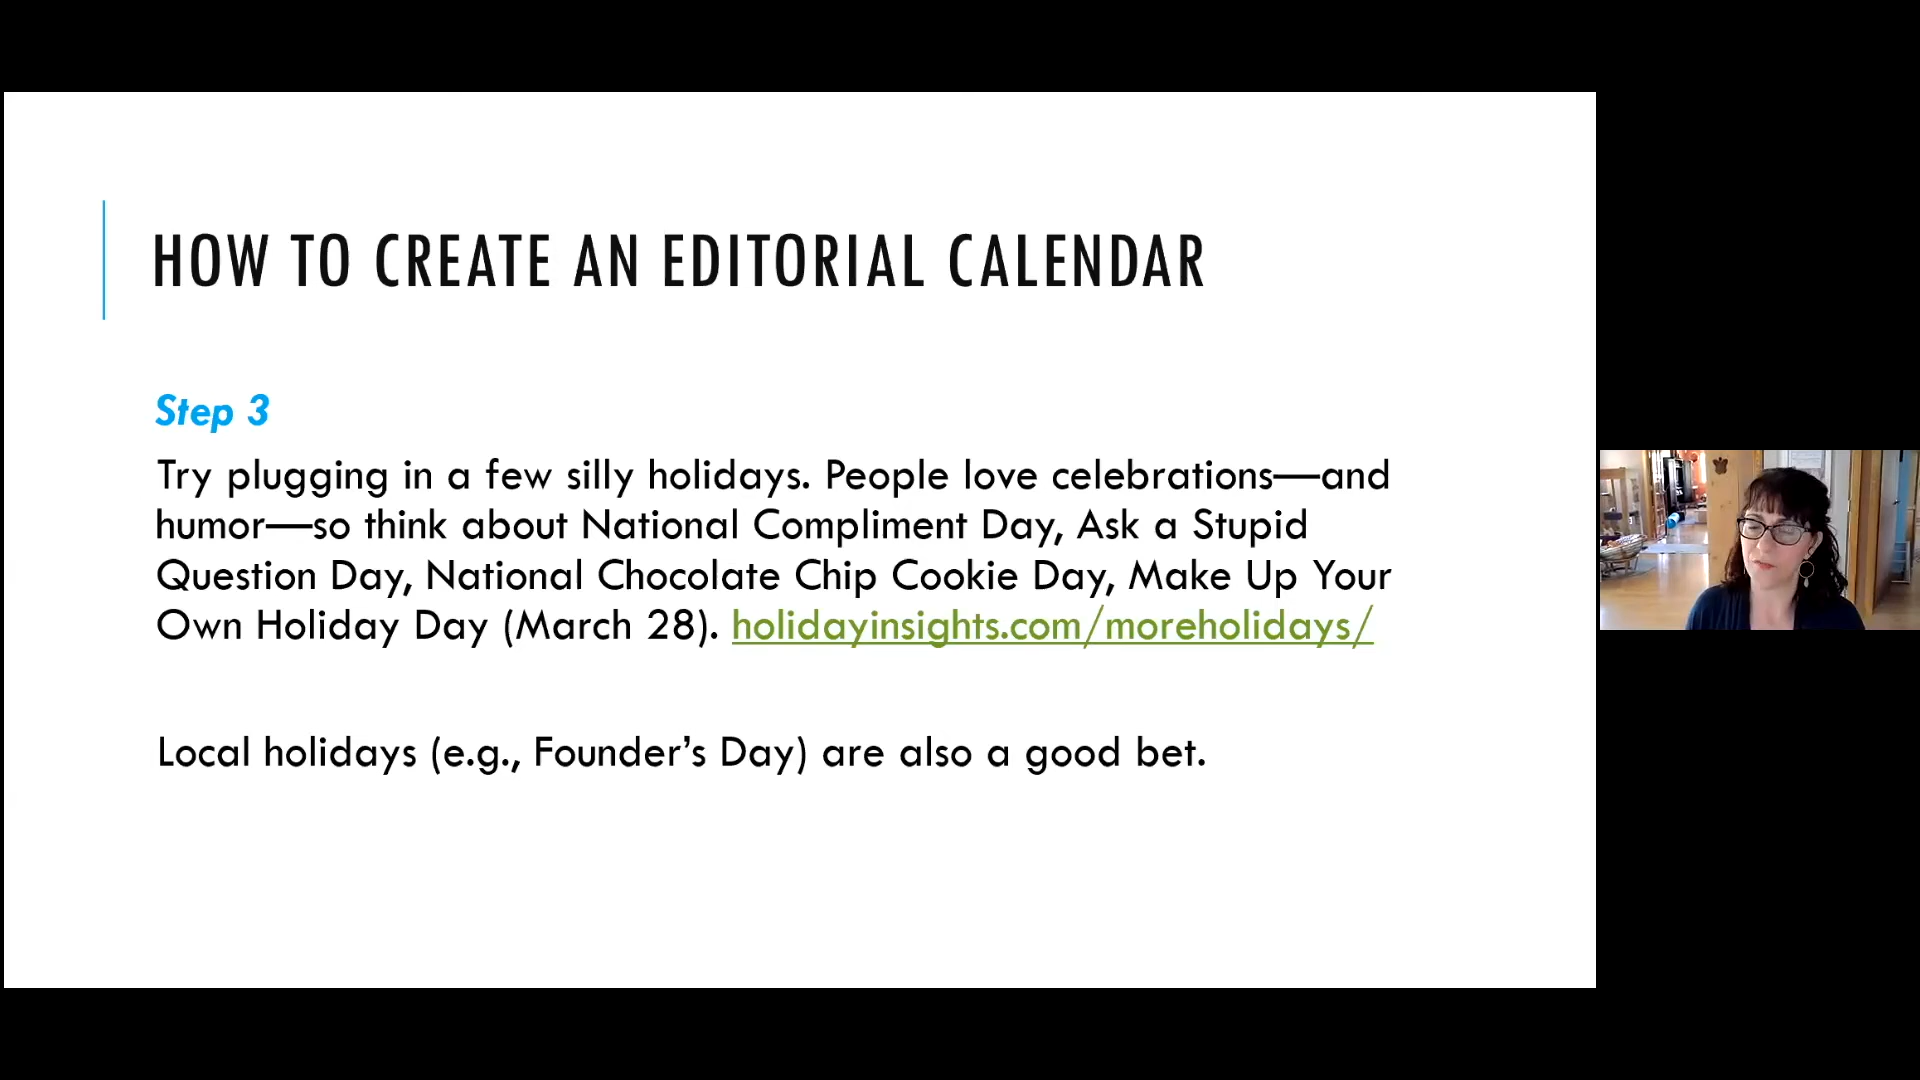 HOW TO CREATE AN EDITORIAL CALENDAR
Step 3
Try plugging in a few silly holidays. People love celebrations—and
humor—so think about National Compliment Day, Ask a Stupid
Question Day, National Chocolate Chip Cookie Day, Make Up Your
Own Holiday Day (March 28). holidayinsights.com/moreholidays/
Local holidays (e.g., Founder’s Day) are also a good bet.